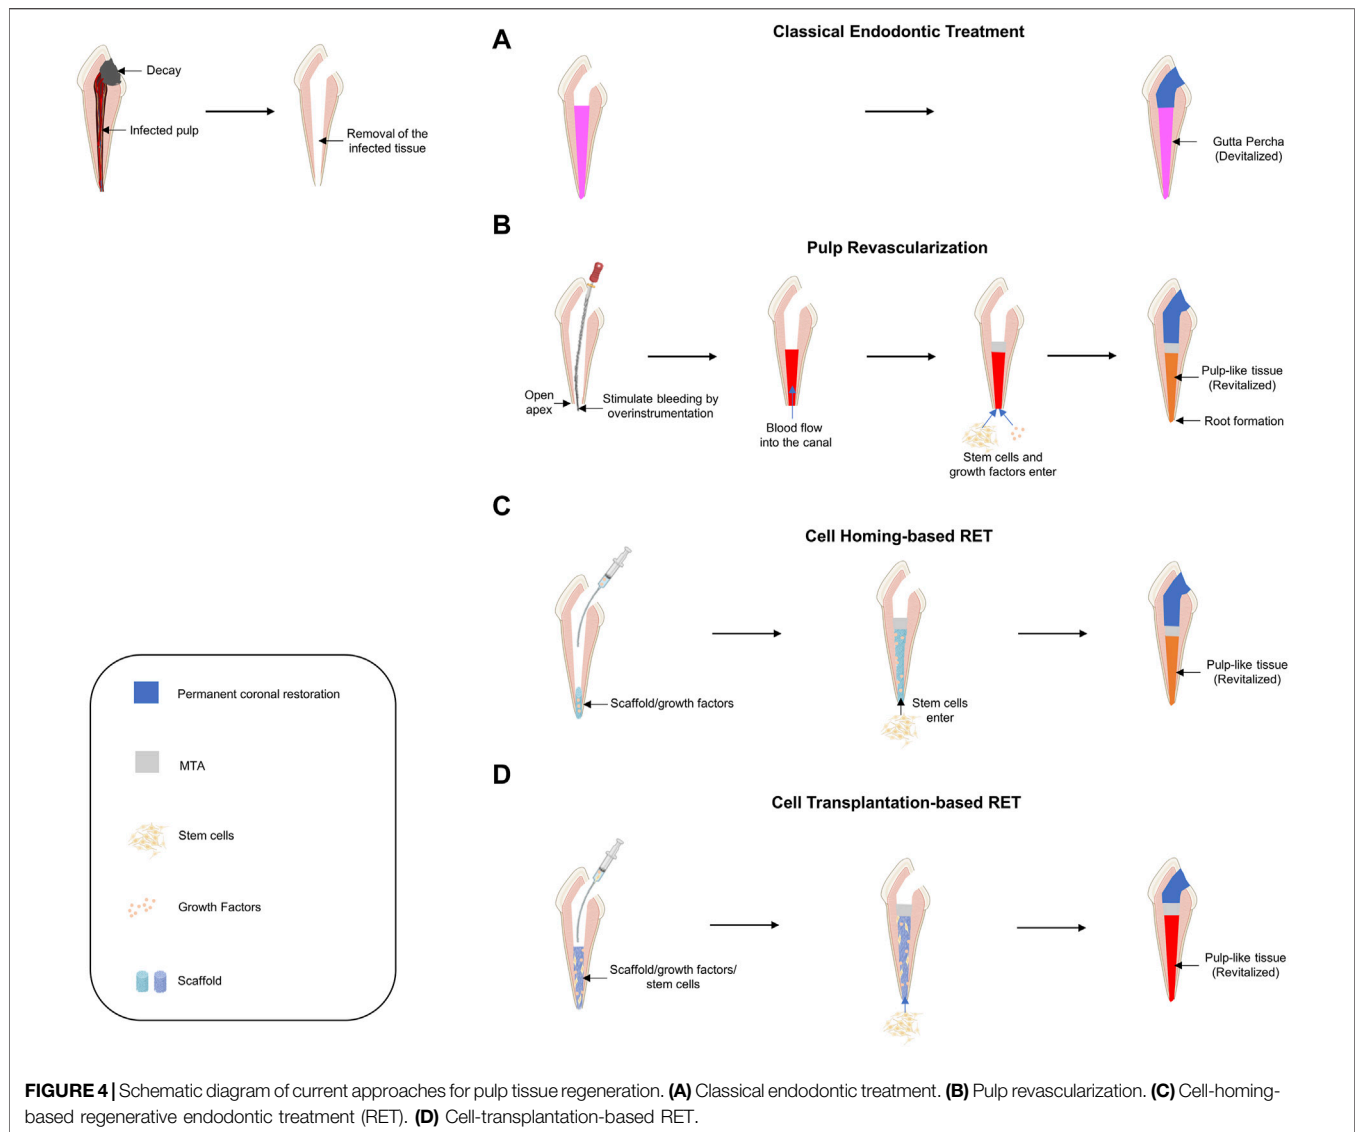 Decay
Infected pulp
Removal of the
infected tissue
A
Classical Endodontic Treatment
Gutta Percha
(Devitalized)
B
Pulp Revascularization
Open
apex
Stimulate bleeding by
overinstrumentation
Blood flow
into the canal
Stem cells and
growth factors enter
Pulp-like tissue
(Revitalized)
Root formation
C
Cell Homing-based RET
Scaffold/growth factors
Stem cells
enter
Pulp-like tissue
(Revitalized)
D
Cell Transplantation-based RET
Scaffold/growth factors/
stem cells
Pulp-like tissue
(Revitalized)
Permanent coronal restoration
MTA
Stem cells
Growth Factors
Scaffold
FIGURE 4 | Schematic diagram of current approaches for pulp tissue regeneration. (A) Classical endodontic treatment. (B) Pulp revascularization. (C) Cell-homing-
based regenerative endodontic treatment (RET). (D) Cell-transplantation-based RET.